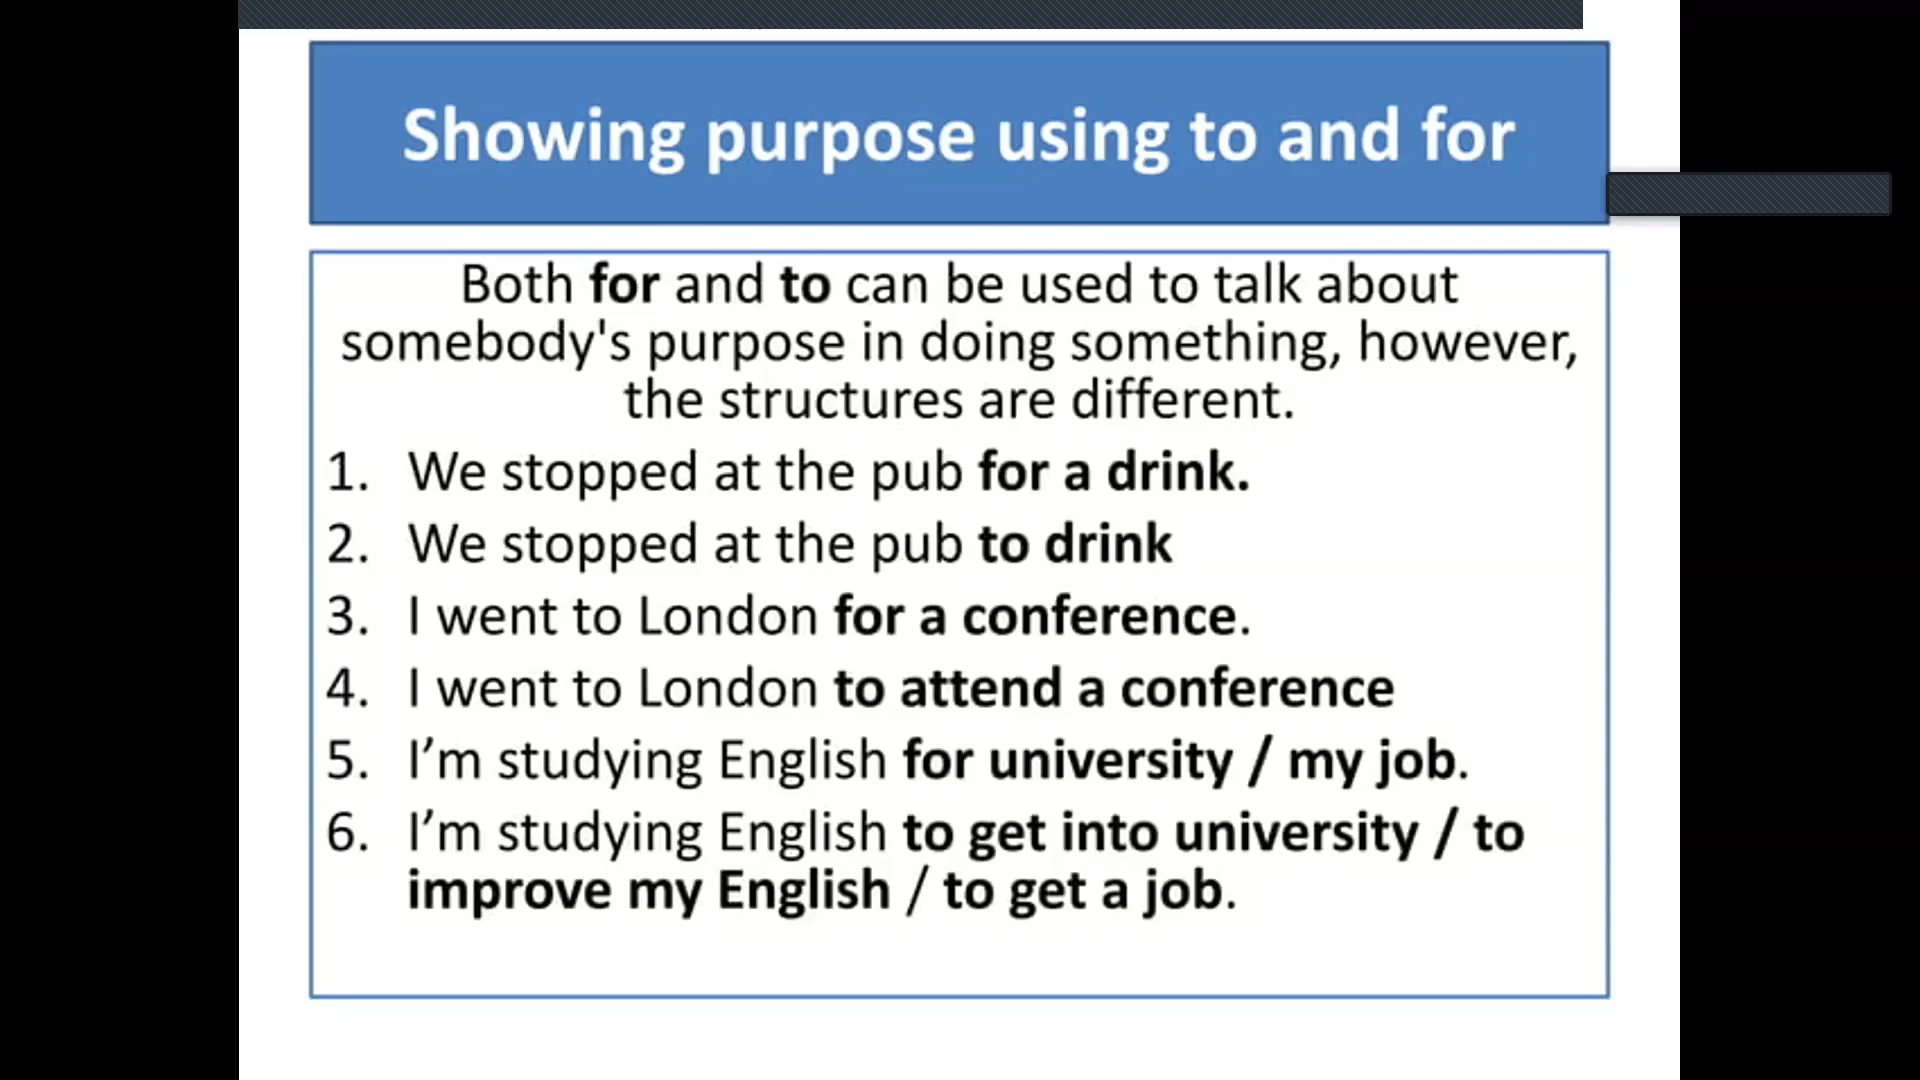 Showing purpose using to and for
Both for and to can be used to talk about
somebody's purpose in doing something, however,
the structures are different.
1. We stopped at the pub for a drink.
2. We stopped at the pub to drink
3. I went to London for a conference.
4. I went to London to attend a conference
5. I’m studying English for university / my job.
6. I’m studying English to get into university / to
improve my English / to get a job.